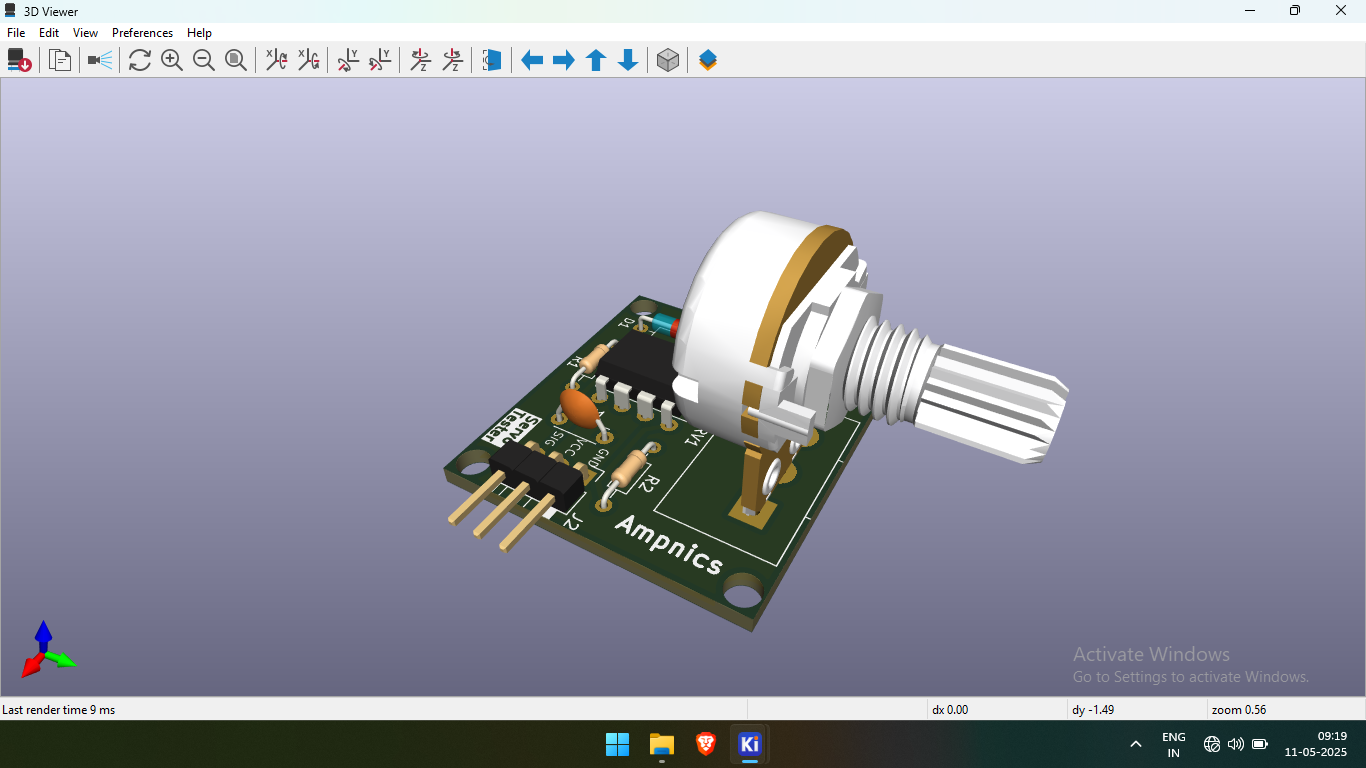 3D Viewer
File Edit View Preferences Help
X X Y Y Z Z
D1
R1
Servo
Tester
SIG
VCC
GND
RV1
R2
J2
Ampnics
Activate Windows
Go to Settings to activate Windows.
Last render time 9 ms
dx 0.00
dy -1.49
zoom 0.56
Ki
ENG
IN
09:19
11-05-2025